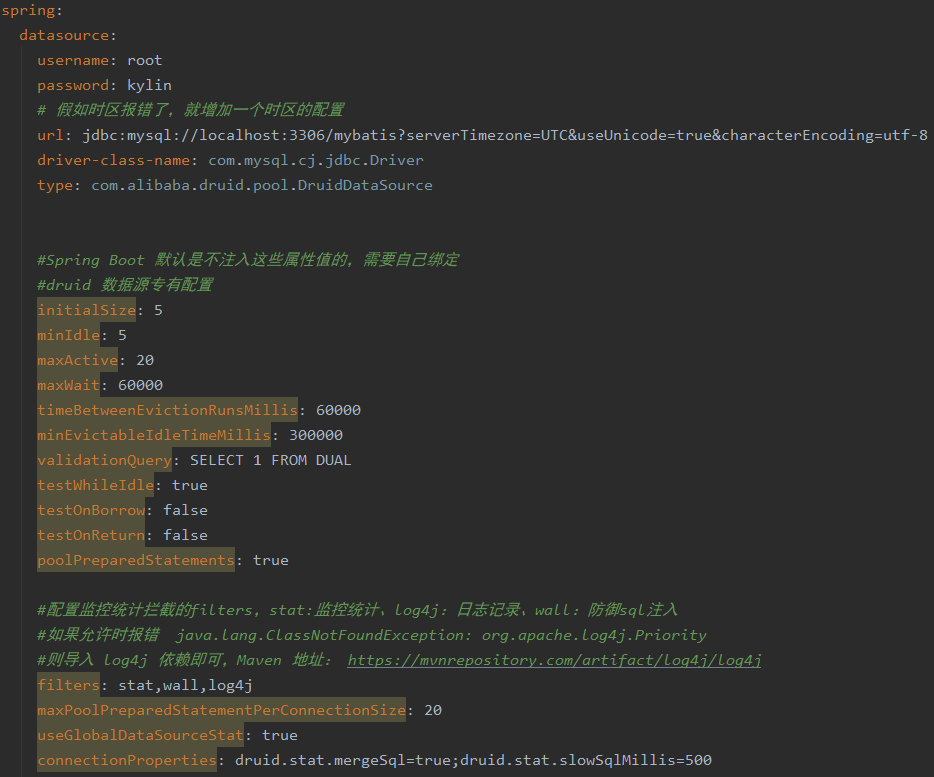 spring:
datasource:
username: root
password: kylin
# 假如时区报错了，就增加一个时区的配置
url: jdbc:mysql://localhost:3306/mybatis?serverTimezone=UTC&useUnicode=true&characterEncoding=utf-8
driver-class-name: com.mysql.cj.jdbc.Driver
type: com.alibaba.druid.pool.DruidDataSource
#Spring Boot 默认是不注入这些属性值的，需要自己绑定
#druid 数据源专有配置
initialSize: 5
minIdle: 5
maxActive: 20
maxWait: 60000
timeBetweenEvictionRunsMillis: 60000
minEvictableIdleTimeMillis: 300000
validationQuery: SELECT 1 FROM DUAL
testWhileIdle: true
testOnBorrow: false
testOnReturn: false
poolPreparedStatements: true
#配置监控统计拦截的filters，stat:监控统计、log4j：日志记录、wall：防御sql注入
#如果允许时报错  java.lang.ClassNotFoundException: org.apache.log4j.Priority
#则导入 log4j 依赖即可，Maven 地址： https://mvnrepository.com/artifact/log4j/log4j
filters: stat,wall,log4j
maxPoolPreparedStatementPerConnectionSize: 20
useGlobalDataSourceStat: true
connectionProperties: druid.stat.mergeSql=true;druid.stat.slowSqlMillis=500